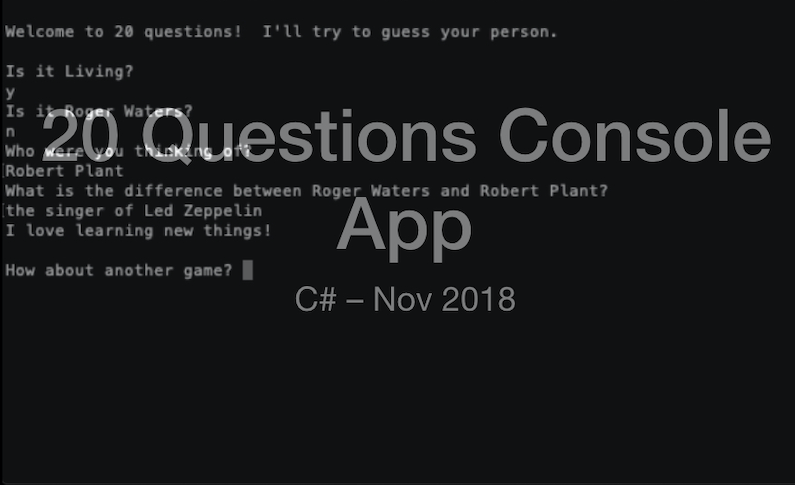 Welcome to 20 questions!  I'll try to guess your person.
Is it Living?
y
Is it Roger Waters?
n
Who were you thinking of?
Robert Plant
What is the difference between Roger Waters and Robert Plant?
the singer of Led Zeppelin
I love learning new things!
How about another game?
20 Questions Console
App
C# – Nov 2018